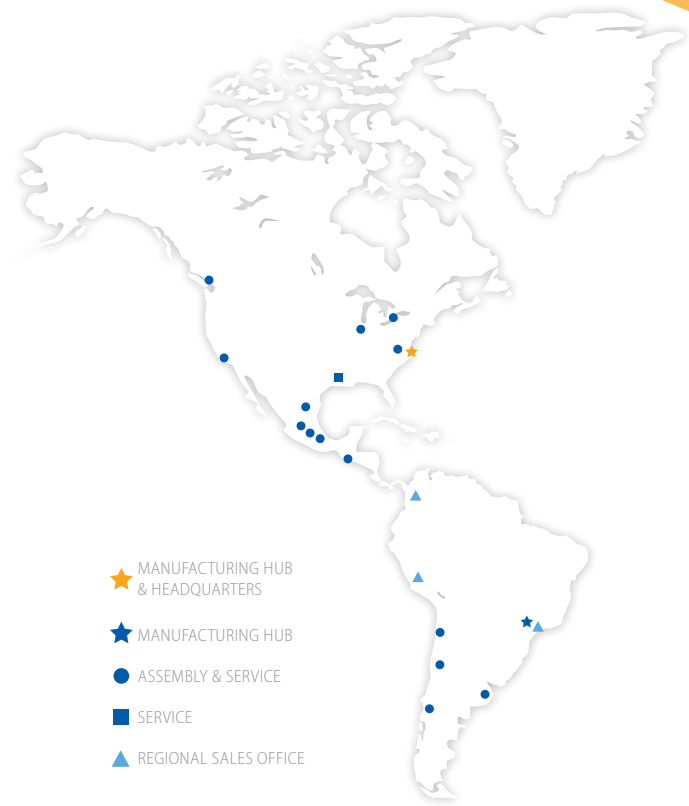 MANUFACTURING HUB
& HEADQUARTERS
MANUFACTURING HUB
ASSEMBLY & SERVICE
SERVICE
REGIONAL SALES OFFICE